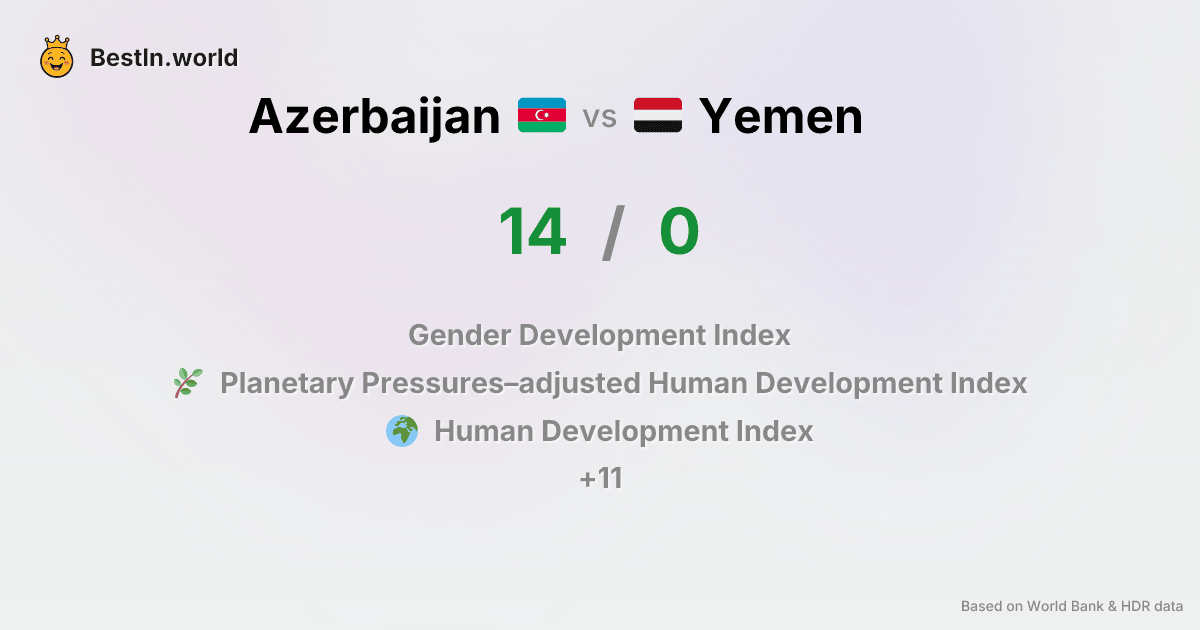 BestIn.world
Azerbaijan vs Yemen
14 / 0
Gender Development Index
Planetary Pressures–adjusted Human Development Index
Human Development Index
+11
Based on World Bank & HDR data